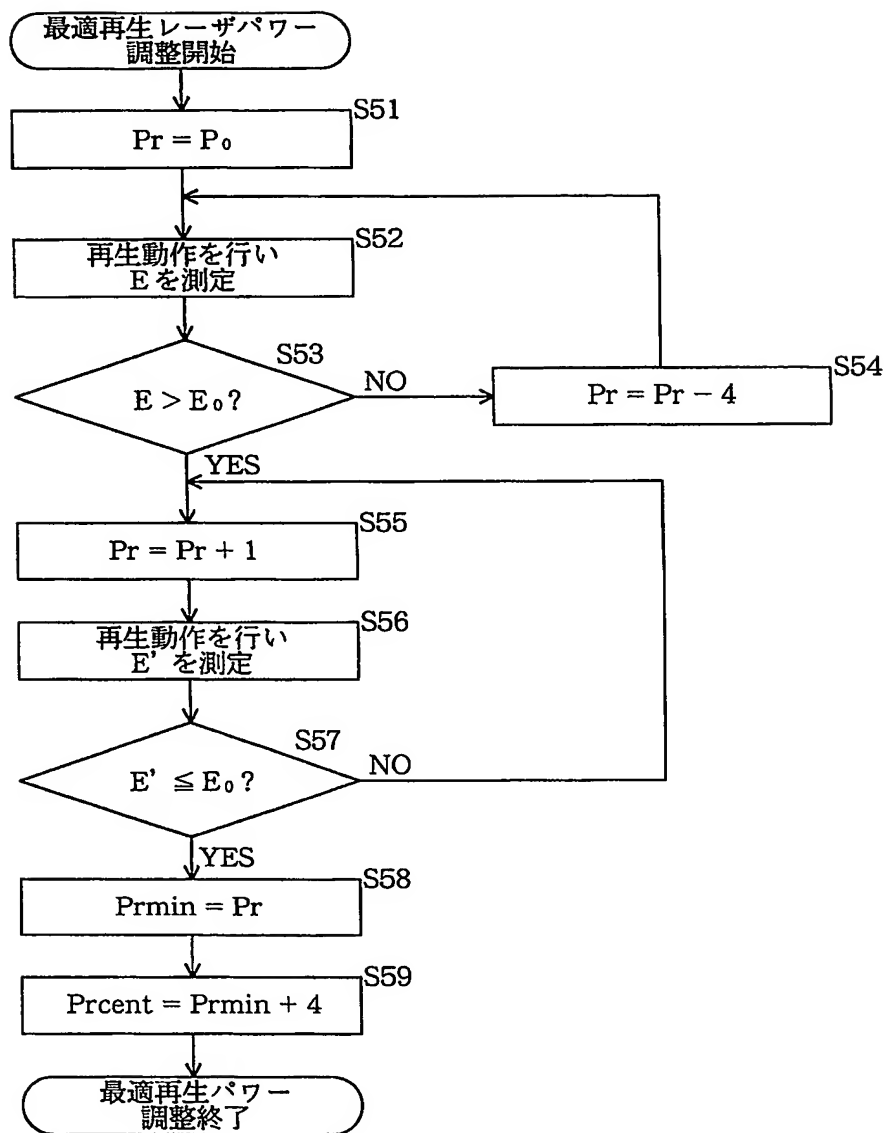 最適再生レーザパワー
調整開始
S51
Pr = P₀
S52
再生動作を行い
Eを測定
S53
E > E₀?
NO
S54
Pr = Pr − 4
YES
S55
Pr = Pr + 1
S56
再生動作を行い
E'を測定
S57
E' ≦ E₀?
NO
YES
S58
Prmin = Pr
S59
Prcent = Prmin + 4
最適再生パワー
調整終了